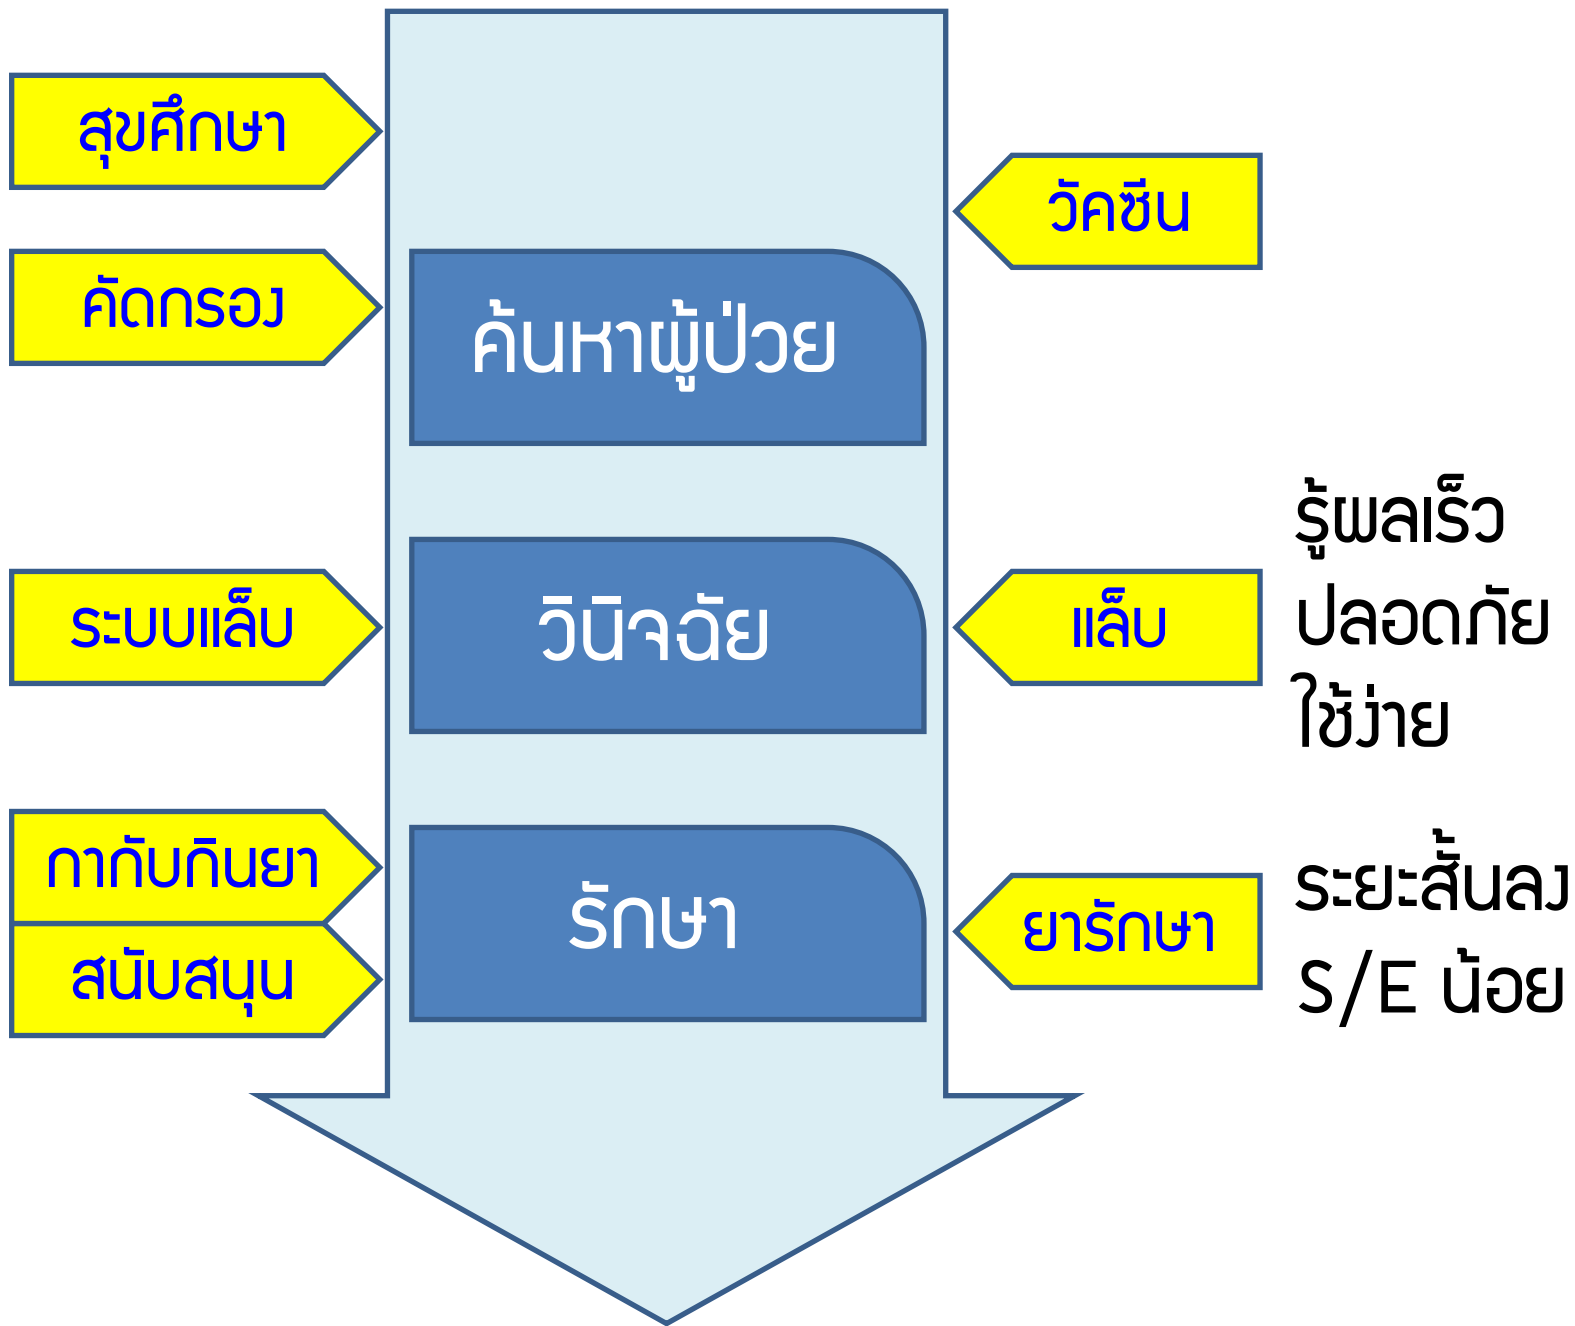 สุขศึกษา
วัคซีน
คัดกรอง
ค้นหาผู้ป่วย
ระบบแล็บ
วินิจฉัย
แล็บ
รู้ผลเร็ว
ปลอดภัย
ใช้ง่าย
กากับกินยา
สนับสนุน
รักษา
ยารักษา
ระยะสั้นลง
S/E น้อย